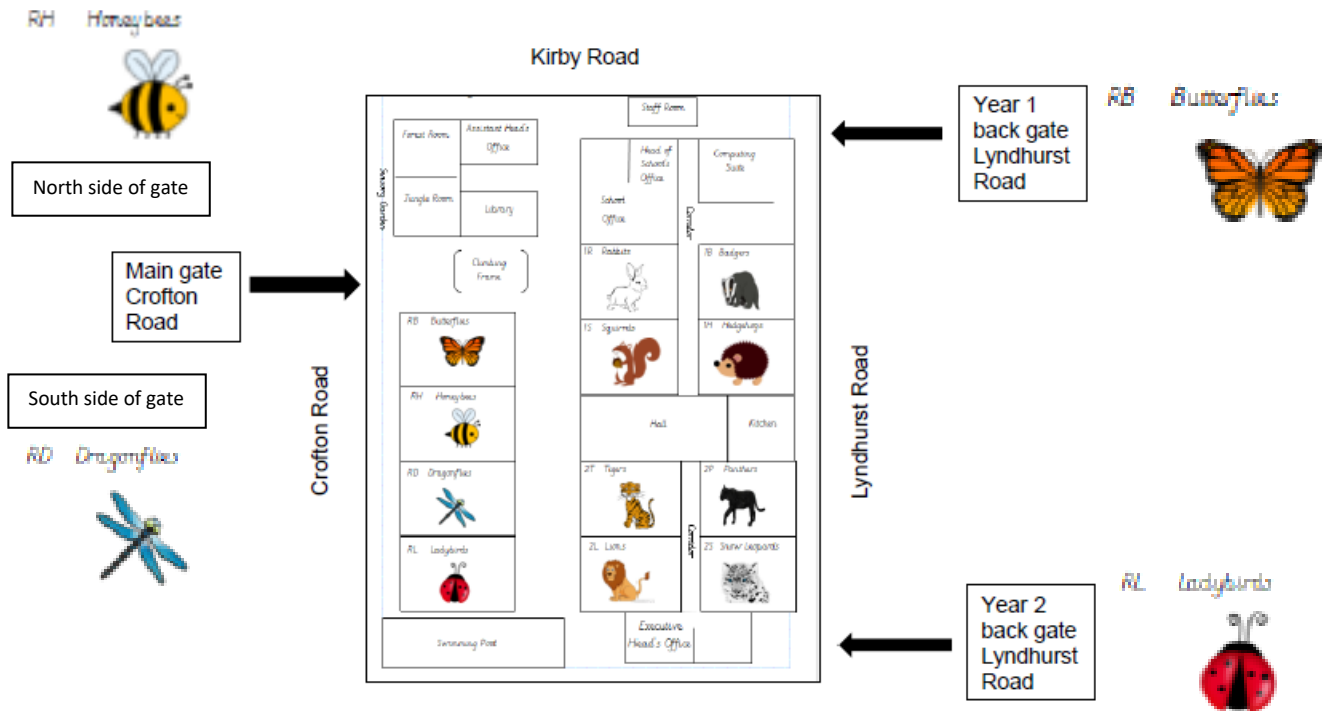 RH Honeybees
North side of gate
Main gate
Crofton
Road
South side of gate
RD Dragonflies
Crofton Road
Kirby Road
Staff Room
Forest Room
Assistant Head's
Office
Jungle Room
Library
Sensory Garden
Climbing
Frame
Head of
School's
Office
Computing
Suite
School
Office
Corridor
1R Rabbits
1B Badgers
1S Squirrels
1H Hedgehogs
RB Butterflies
RH Honeybees
RD Dragonflies
RL Ladybirds
Hall
Kitchen
2T Tigers
2P Panthers
Corridor
2L Lions
2S Snow Leopards
Swimming Pool
Executive
Head's Office
Lyndhurst Road
Year 1
back gate
Lyndhurst
Road
RB Butterflies
Year 2
back gate
Lyndhurst
Road
RL Ladybirds